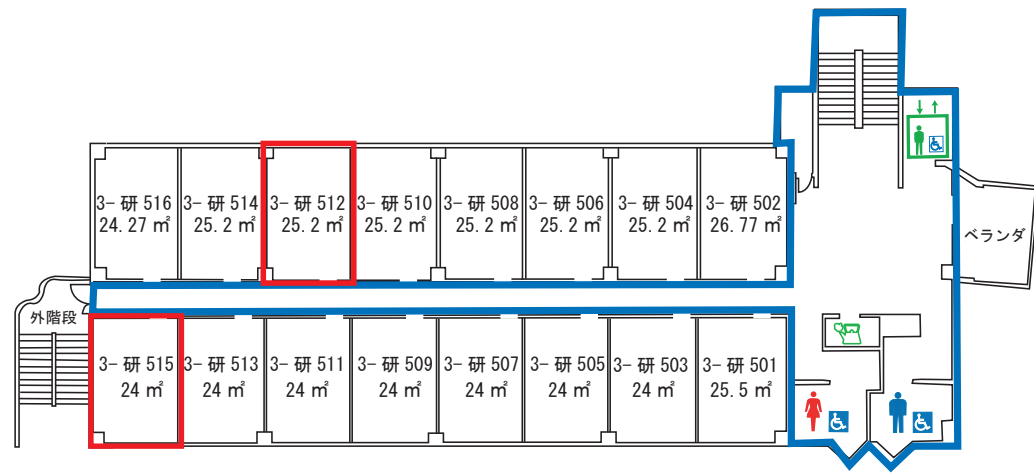 3-研 516
24.27 ㎡
3-研 514
25.2 ㎡
3-研 512
25.2 ㎡
3-研 510
25.2 ㎡
3-研 508
25.2 ㎡
3-研 506
25.2 ㎡
3-研 504
25.2 ㎡
3-研 502
26.77 ㎡
ベランダ
外階段
3-研 515
24 ㎡
3-研 513
24 ㎡
3-研 511
24 ㎡
3-研 509
24 ㎡
3-研 507
24 ㎡
3-研 505
24 ㎡
3-研 503
24 ㎡
3-研 501
25.5 ㎡